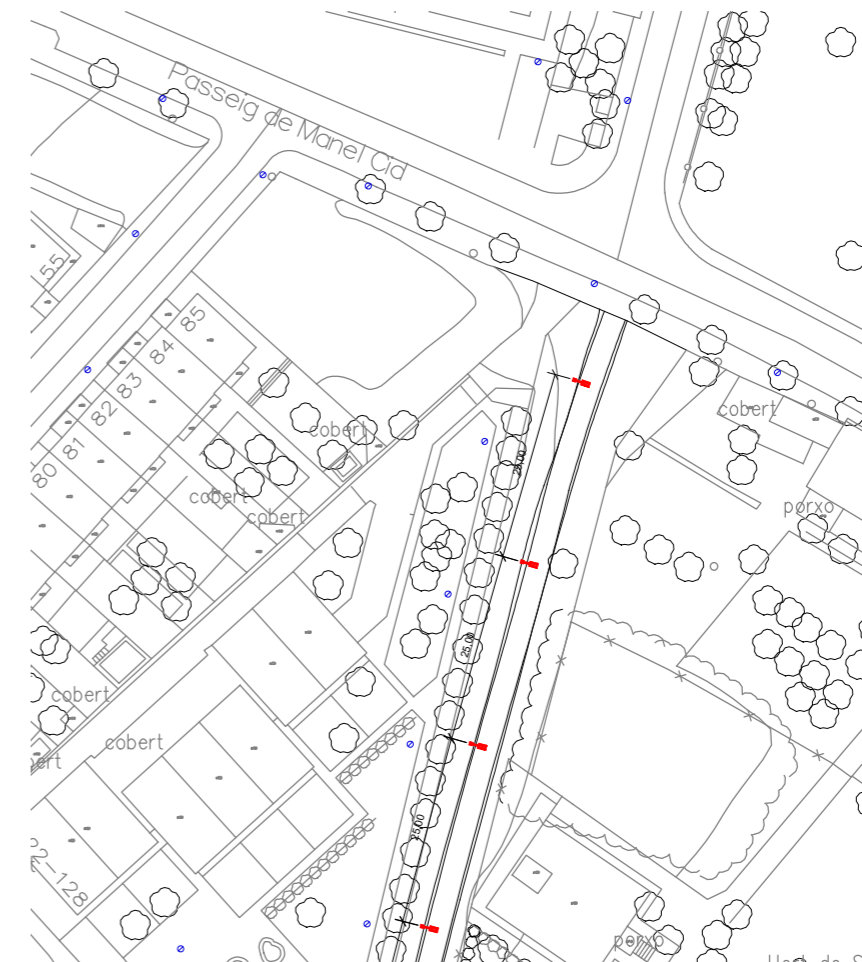 Passeig de Manel Cid
55
85
84
83
82
81
80
cobert
cobert
cobert
cobert
porxo
25,00
25,00
25,00
cobert
cobert
porxo